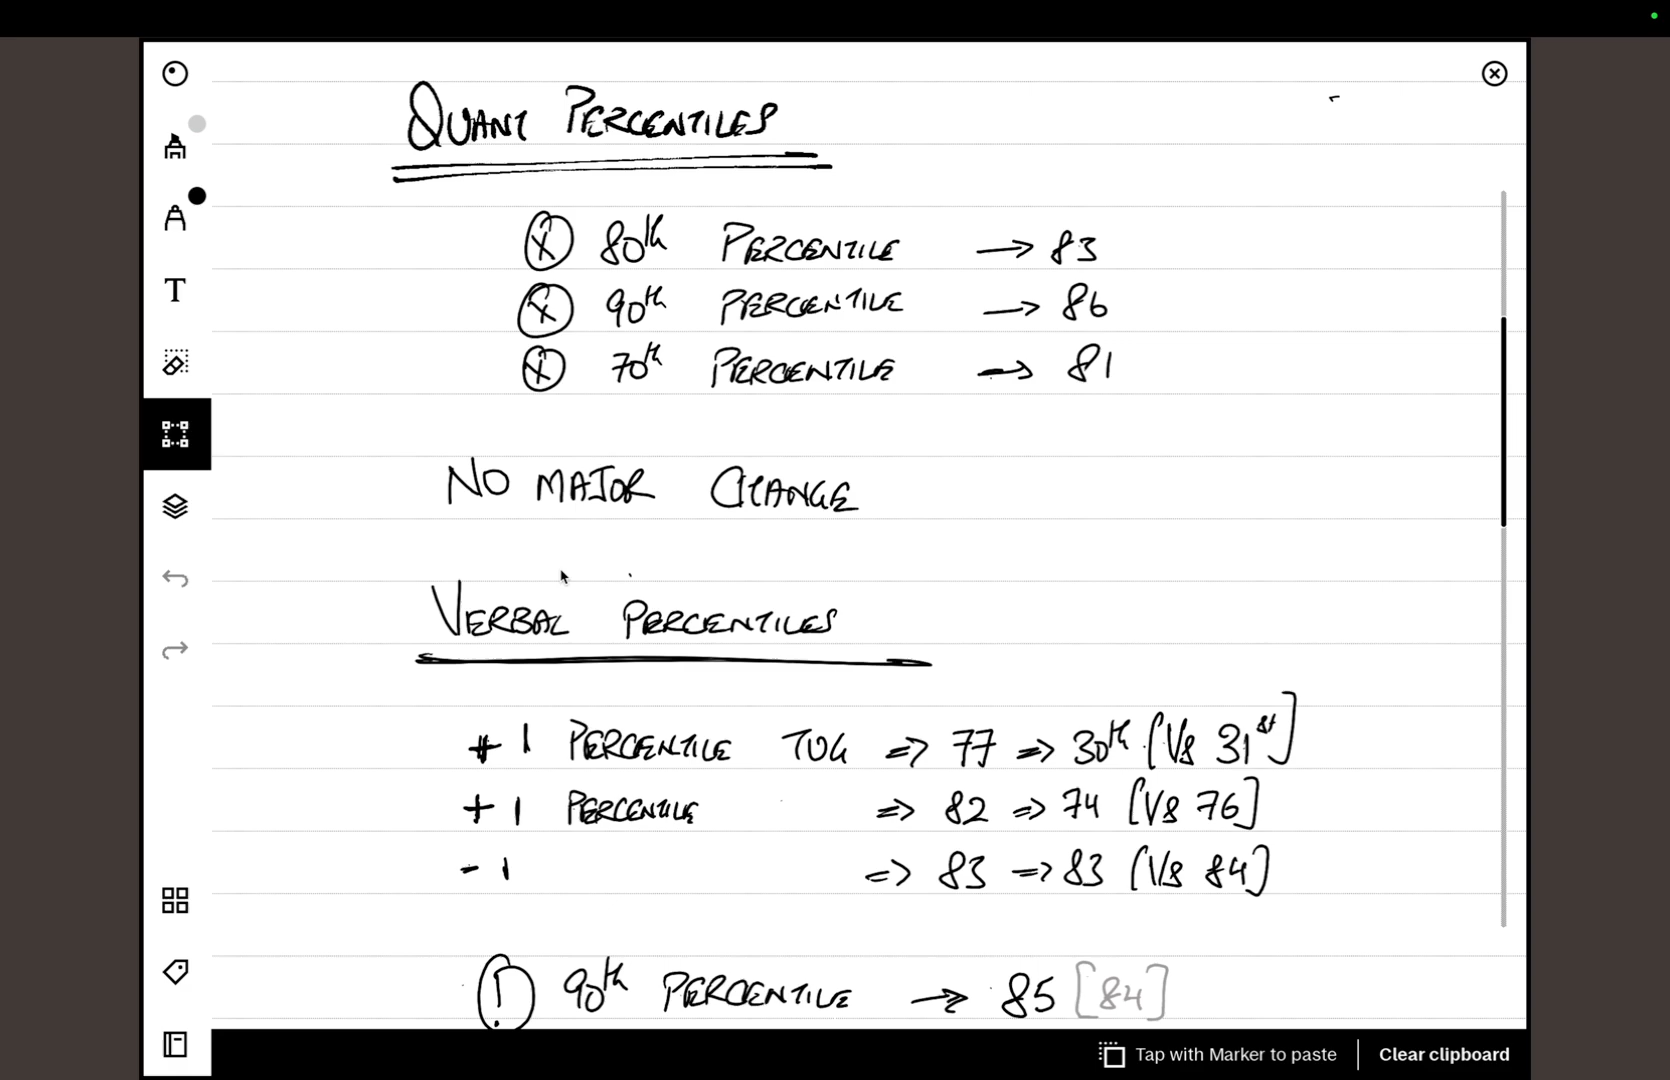 QUANT PERCENTILES
80th PERCENTILE → 83
90th PERCENTILE → 86
70th PERCENTILE → 81
NO MAJOR CHANGE
VERBAL PERCENTILES
+ 1 PERCENTILE => 77 => 30th [VS 31st]
+ 1 PERCENTILE => 82 => 74 [VS 76]
- 1 => 83 => 83 [VS 84]
! 90th PERCENTILE → 85 [84]
T
Tap with Marker to paste
Clear clipboard